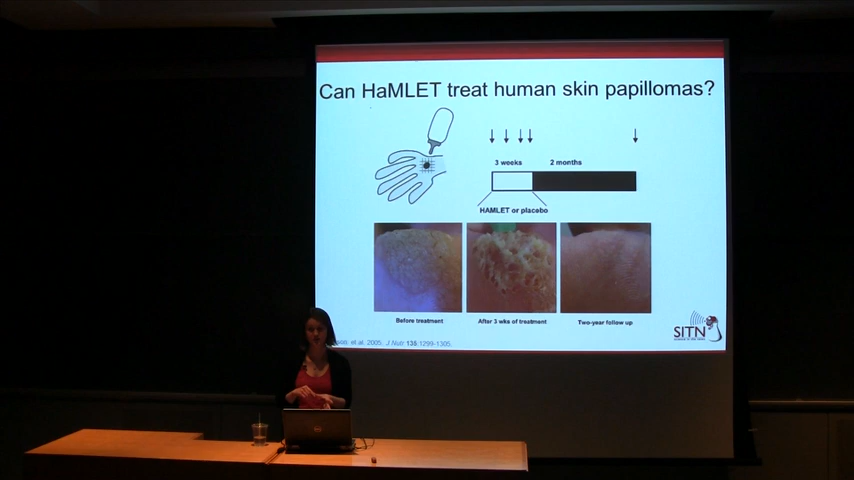 Can HaMLET treat human skin papillomas?
3 weeks
2 months
HAMLET or placebo
Before treatment
After 3 wks of treatment
Two-year follow up
SITN
et.al. 2005. J Nutr 135:1299-1305.